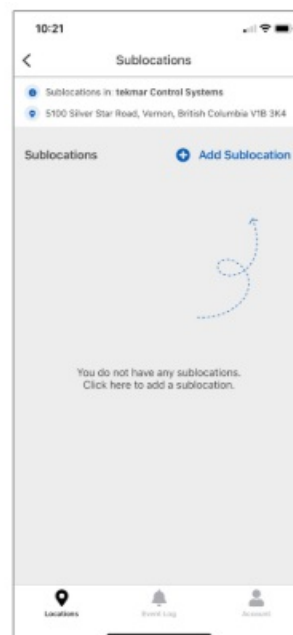 10:21
Sublocations
Sublocations in: tekmar Control Systems
5100 Silver Star Road, Vernon, British Columbia V1B 3K4
Sublocations
Add Sublocation
You do not have any sublocations.
Click here to add a sublocation.
Locations
Event Log
Account